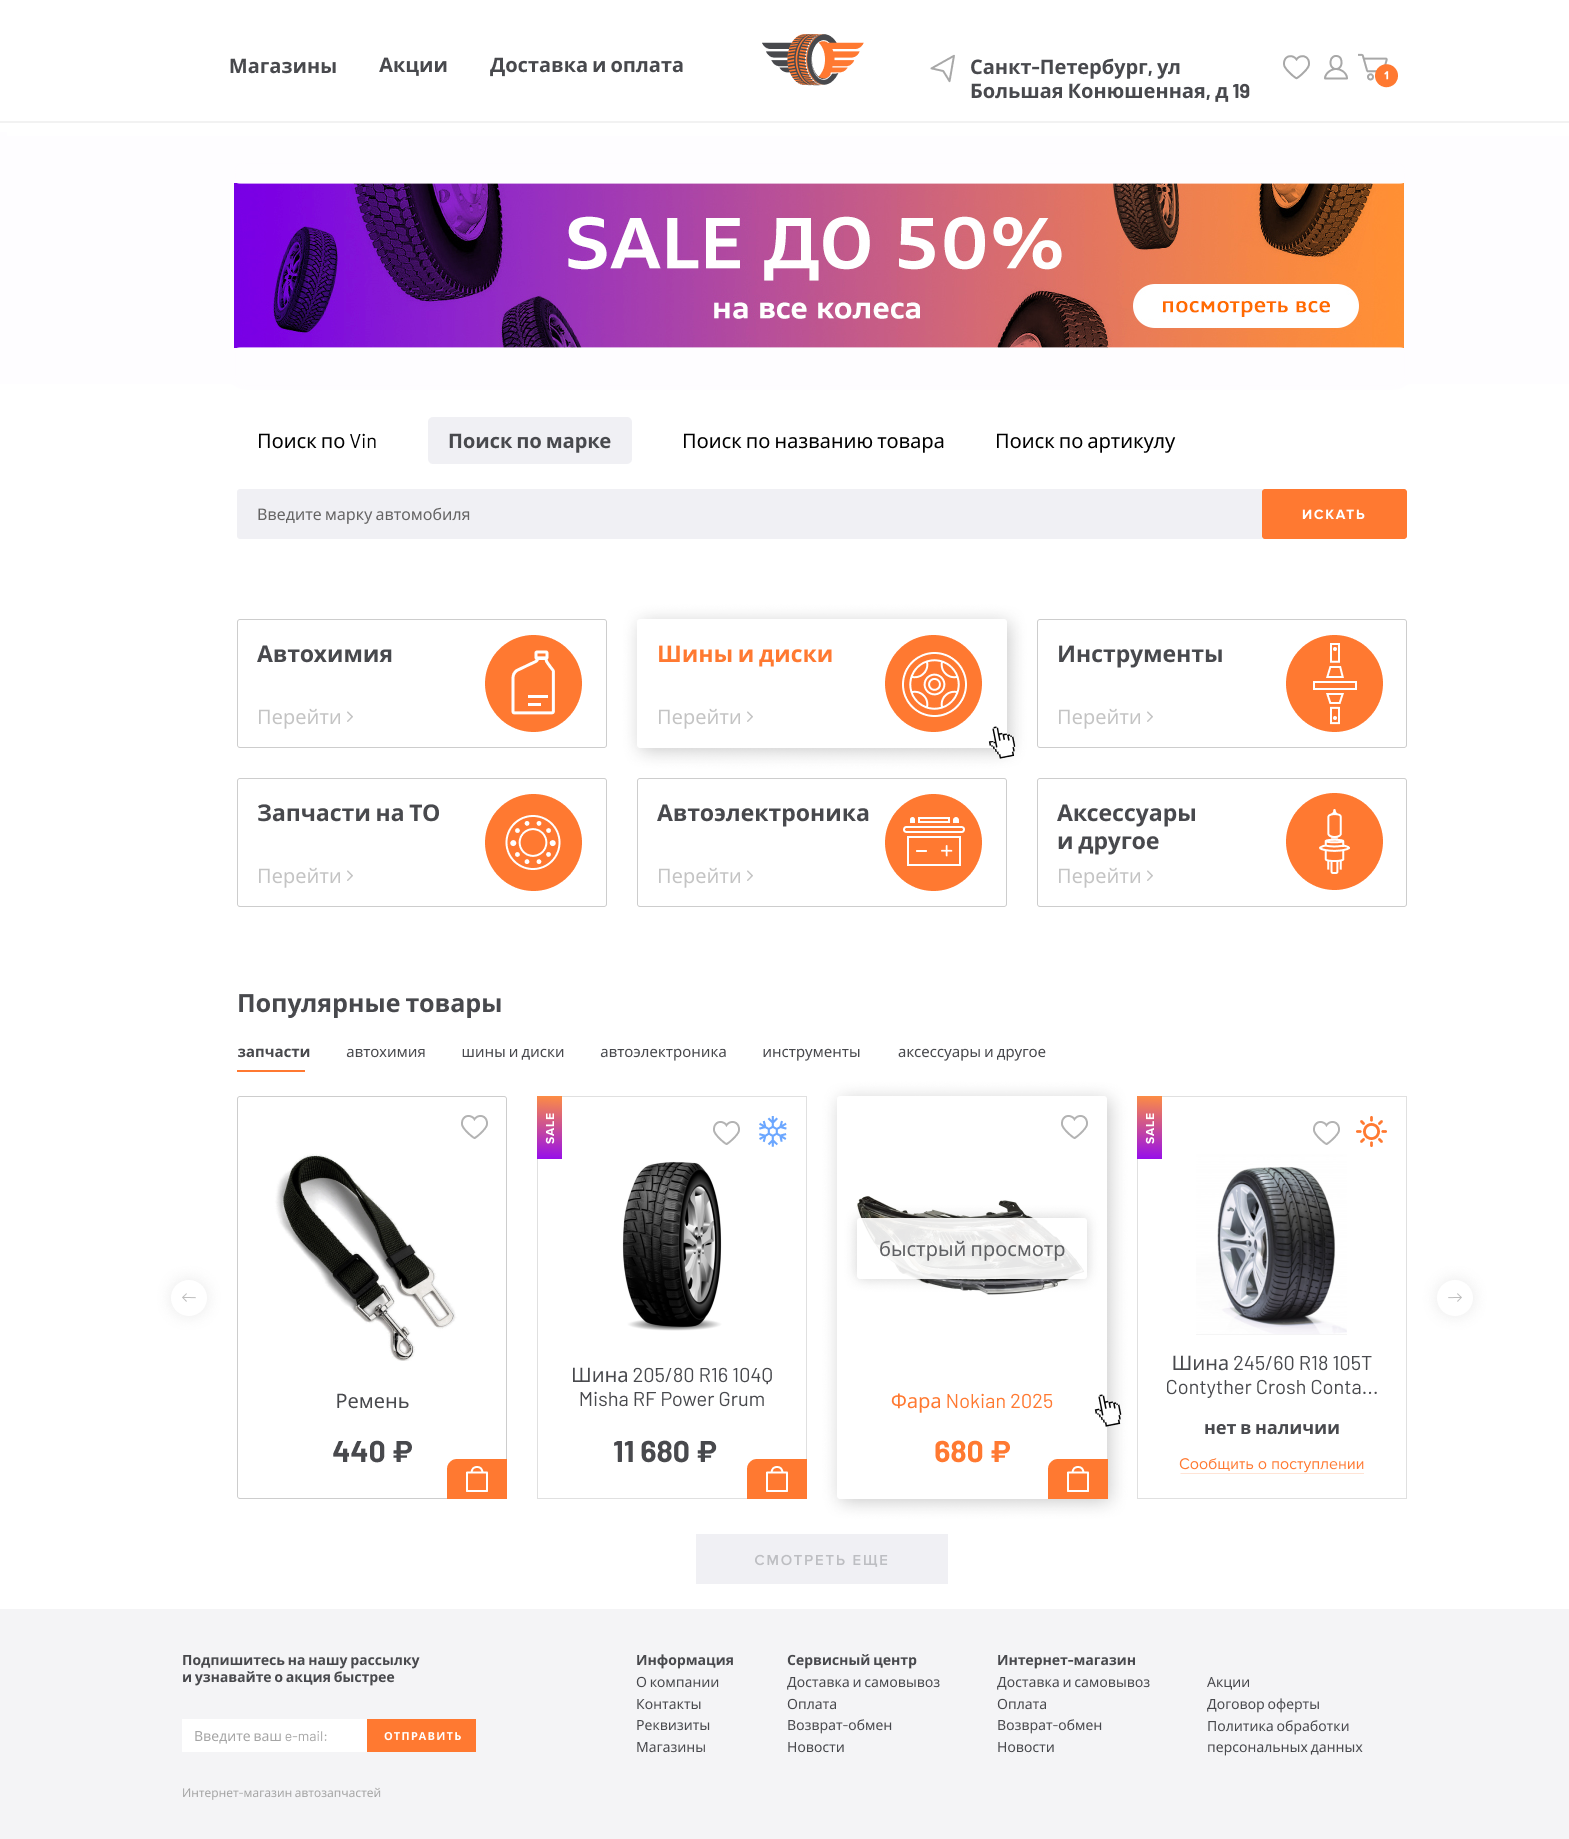 Магазины
Акции
Доставка и оплата
Санкт-Петербург, ул
Большая Конюшенная, д 19
1
SALE ДО 50%
на все колеса
посмотреть все
Поиск по Vin
Поиск по марке
Поиск по названию товара
Поиск по артикулу
Введите марку автомобиля
ИСКАТЬ
Автохимия
Перейти
Шины и диски
Перейти
Инструменты
Перейти
Запчасти на ТО
Перейти
Автоэлектроника
Перейти
Аксессуары
и другое
Перейти
Популярные товары
запчасти
автохимия
шины и диски
автоэлектроника
инструменты
аксессуары и другое
Ремень
440 ₽
SALE
Шина 205/80 R16 104Q
Misha RF Power Grum
11 680 ₽
быстрый просмотр
Фара Nokian 2025
680 ₽
SALE
Шина 245/60 R18 105T
Contyther Crosh Conta...
нет в наличии
Сообщить о поступлении
СМОТРЕТЬ ЕЩЕ
Подпишитесь на нашу рассылку
и узнавайте о акция быстрее
Введите ваш e-mail:
ОТПРАВИТЬ
Интернет-магазин автозапчастей
Информация
О компании
Контакты
Реквизиты
Магазины
Сервисный центр
Доставка и самовывоз
Оплата
Возврат-обмен
Новости
Интернет-магазин
Доставка и самовывоз
Оплата
Возврат-обмен
Новости
Акции
Договор оферты
Политика обработки
персональных данных